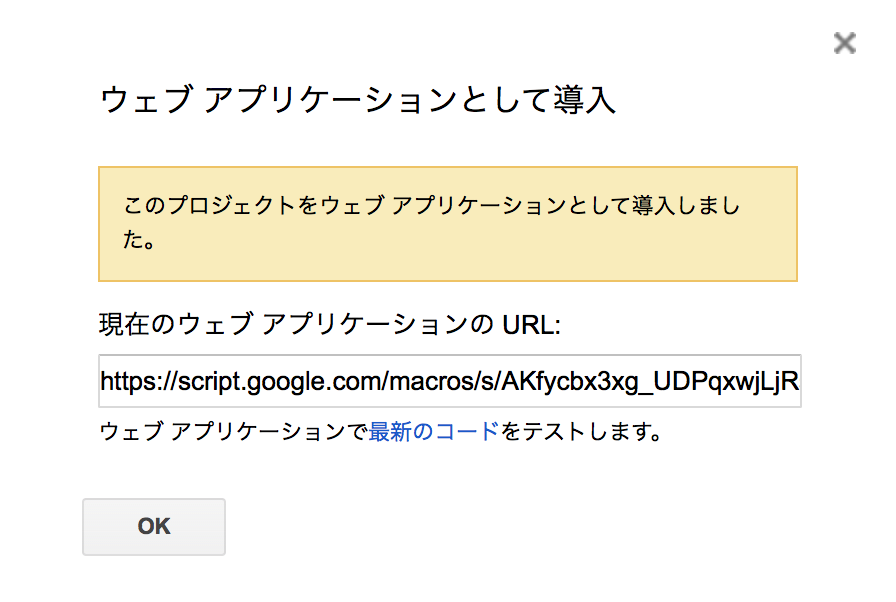 ウェブ アプリケーションとして導入
このプロジェクトをウェブ アプリケーションとして導入しまし
た。
現在のウェブ アプリケーションの URL:
https://script.google.com/macros/s/AKfycbx3xg_UDPqxwjLjR
ウェブ アプリケーションで最新のコードをテストします。
OK